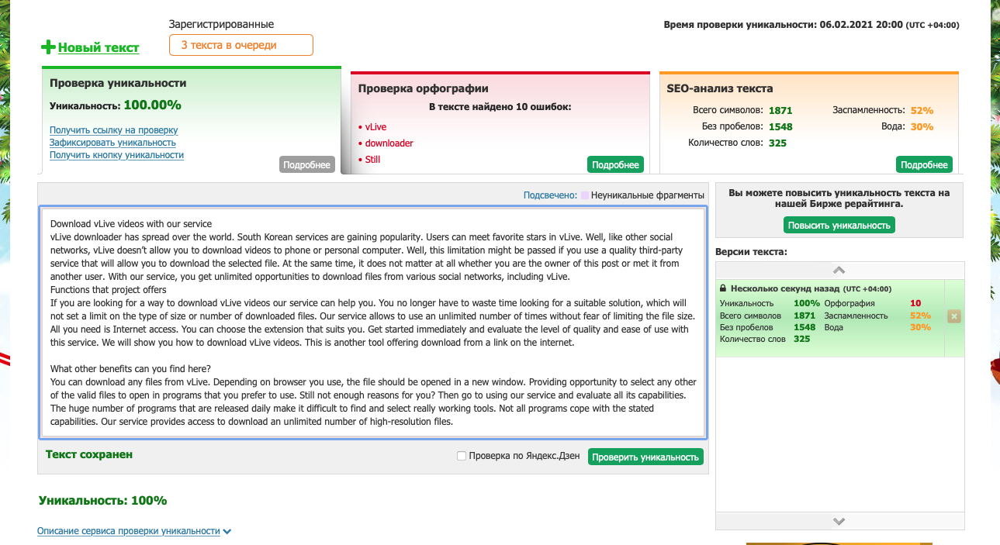 Зарегистрированные
Время проверки уникальности: 06.02.2021 20:00 (UTC +04:00)
Новый текст
3 текста в очереди
Проверка уникальности
Уникальность: 100.00%
Получить ссылку на проверку
Зафиксировать уникальность
Получить кнопку уникальности
Подробнее
Проверка орфографии
В тексте найдено 10 ошибок:
• vLive
• downloader
• Still
Подробнее
SEO-анализ текста
Всего символов: 1871
Заспамленность: 52%
Без пробелов: 1548
Вода: 30%
Количество слов: 325
Подробнее
Подсвечено: Неуникальные фрагменты
Download vLive videos with our service
vLive downloader has spread over the world. South Korean services are gaining popularity. Users can meet favorite stars in vLive. Well, like other social
networks, vLive doesn’t allow you to download videos to phone or personal computer. Well, this limitation might be passed if you use a quality third-party
service that will allow you to download the selected file. At the same time, it does not matter at all whether you are the owner of this post or met it from
another user. With our service, you get unlimited opportunities to download files from various social networks, including vLive.
Functions that project offers
If you are looking for a way to download vLive videos our service can help you. You no longer have to waste time looking for a suitable solution, which will
not set a limit on the type of size or number of downloaded files. Our service allows to use an unlimited number of times without fear of limiting the file size.
All you need is Internet access. You can choose the extension that suits you. Get started immediately and evaluate the level of quality and ease of use with
this service. We will show you how to download vLive videos. This is another tool offering download from a link on the internet.
What other benefits can you find here?
You can download any files from vLive. Depending on browser you use, the file should be opened in a new window. Providing opportunity to select any other
of the valid files to open in programs that you prefer to use. Still not enough reasons for you? Then go to using our service and evaluate all its capabilities.
The huge number of programs that are released daily make it difficult to find and select really working tools. Not all programs cope with the stated
capabilities. Our service provides access to download an unlimited number of high-resolution files.
Текст сохранен
Проверка по Яндекс.Дзен
Проверить уникальность
Уникальность: 100%
Описание сервиса проверки уникальности
Вы можете повысить уникальность текста на
нашей Бирже рерайтинга.
Повысить уникальность
Версии текста:
Несколько секунд назад (UTC +04:00)
Уникальность 100% Орфография 10
Всего символов 1871 Заспамленность 52%
Без пробелов 1548 Вода 30%
Количество слов 325